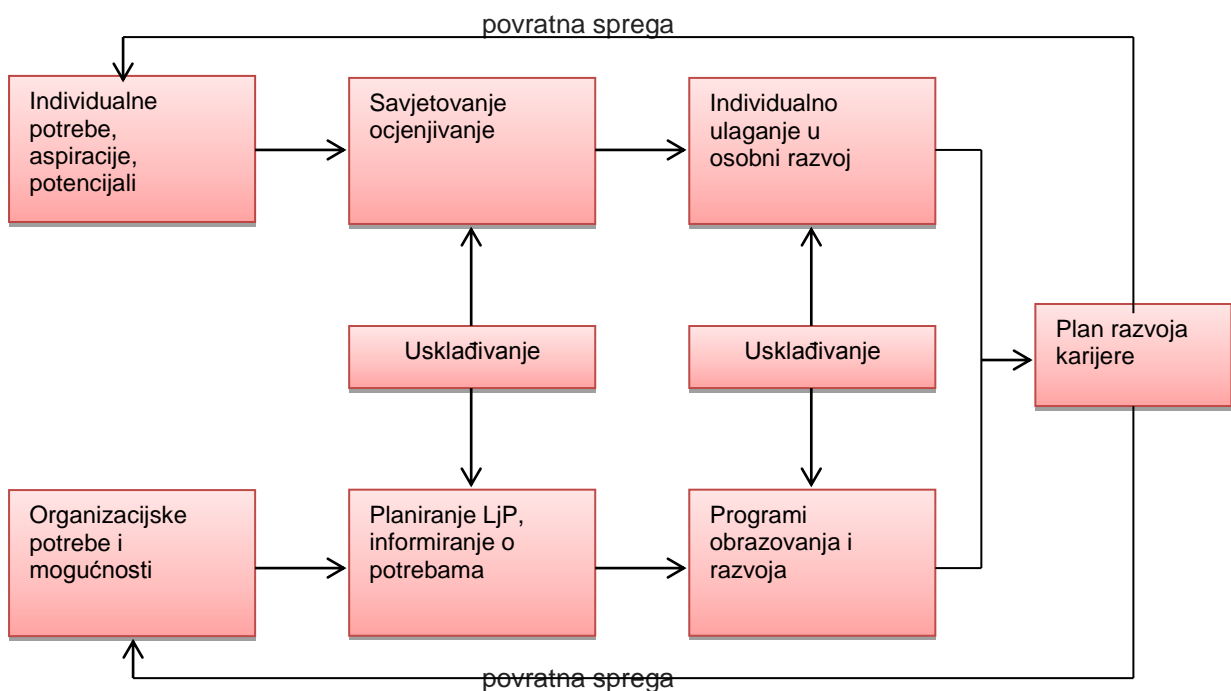 povratna sprega
Individualne
potrebe,
aspiracije,
potencijali
Savjetovanje
ocjenjivanje
Individualno
ulaganje u
osobni razvoj
Usklađivanje
Usklađivanje
Plan razvoja
karijere
Organizacijske
potrebe i
mogućnosti
Planiranje LjP,
informiranje o
potrebama
Programi
obrazovanja i
razvoja
povratna sprega